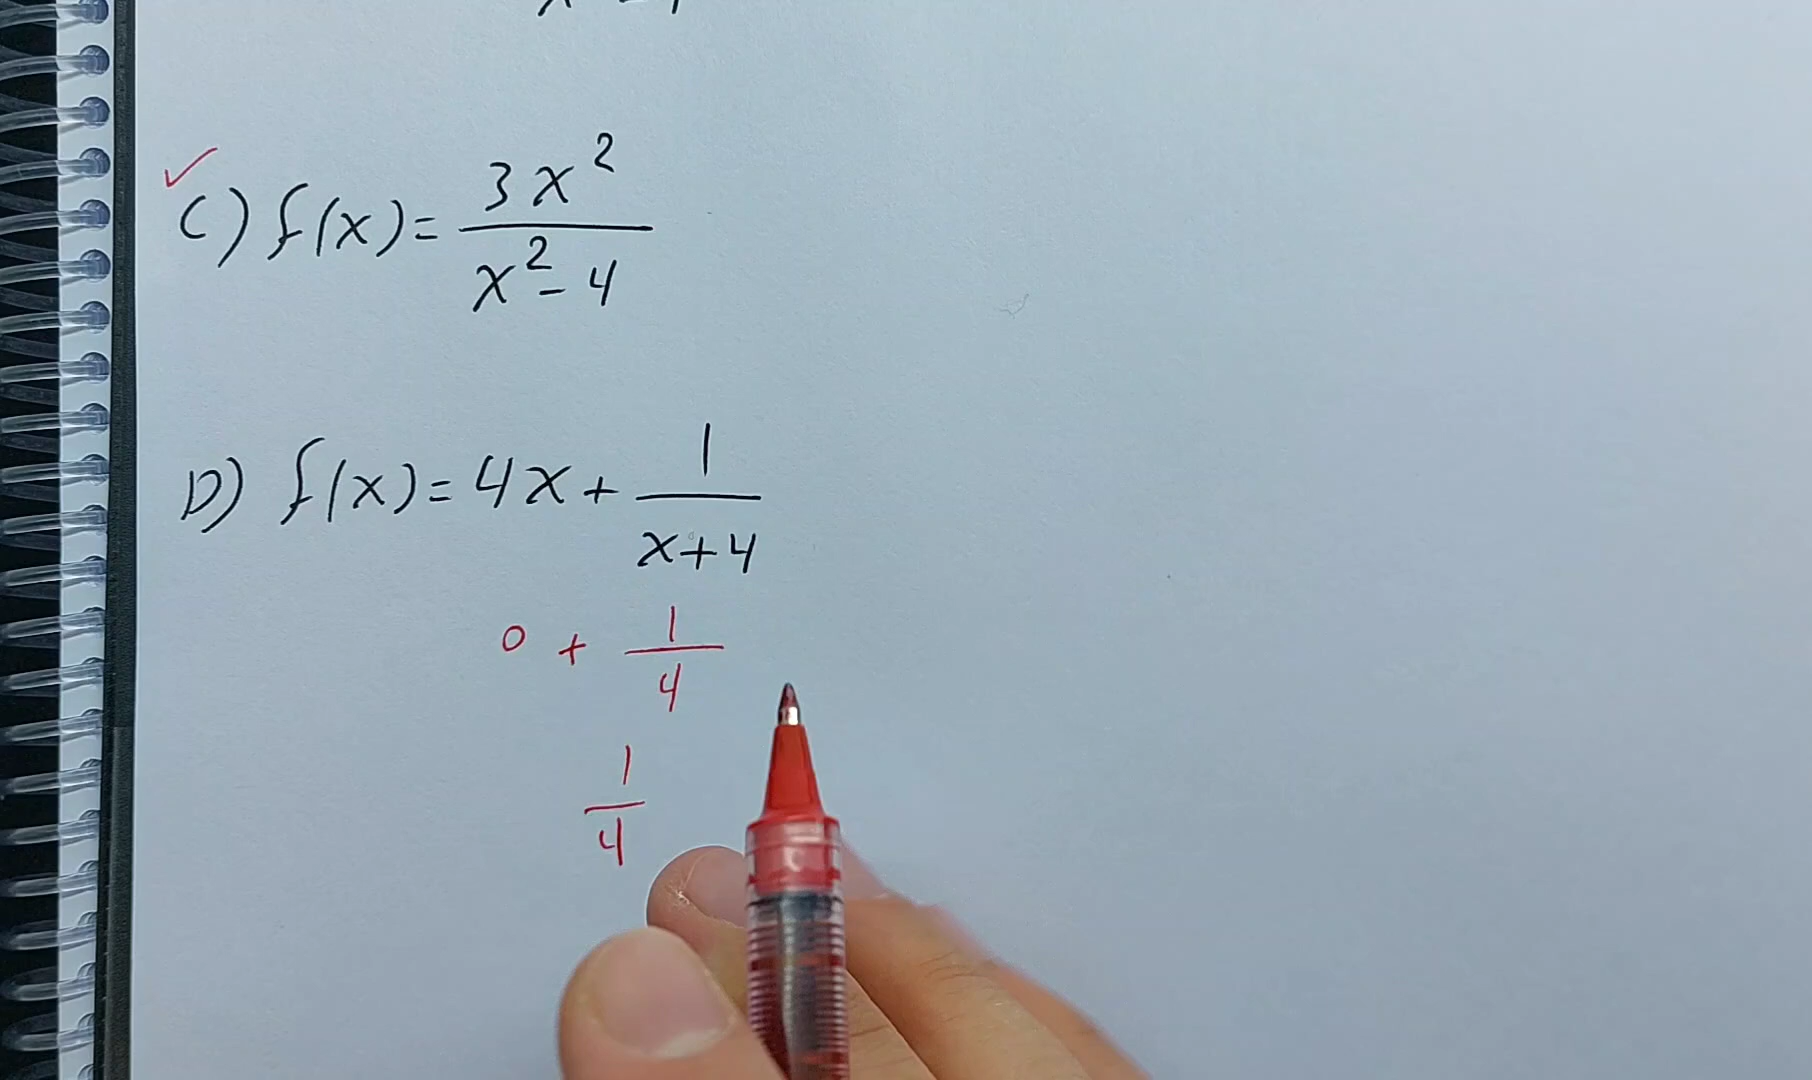 ✓
C) f(x) = 3x² / x² - 4
D) f(x) = 4x + 1 / x+4
0 + 1/4
1/4